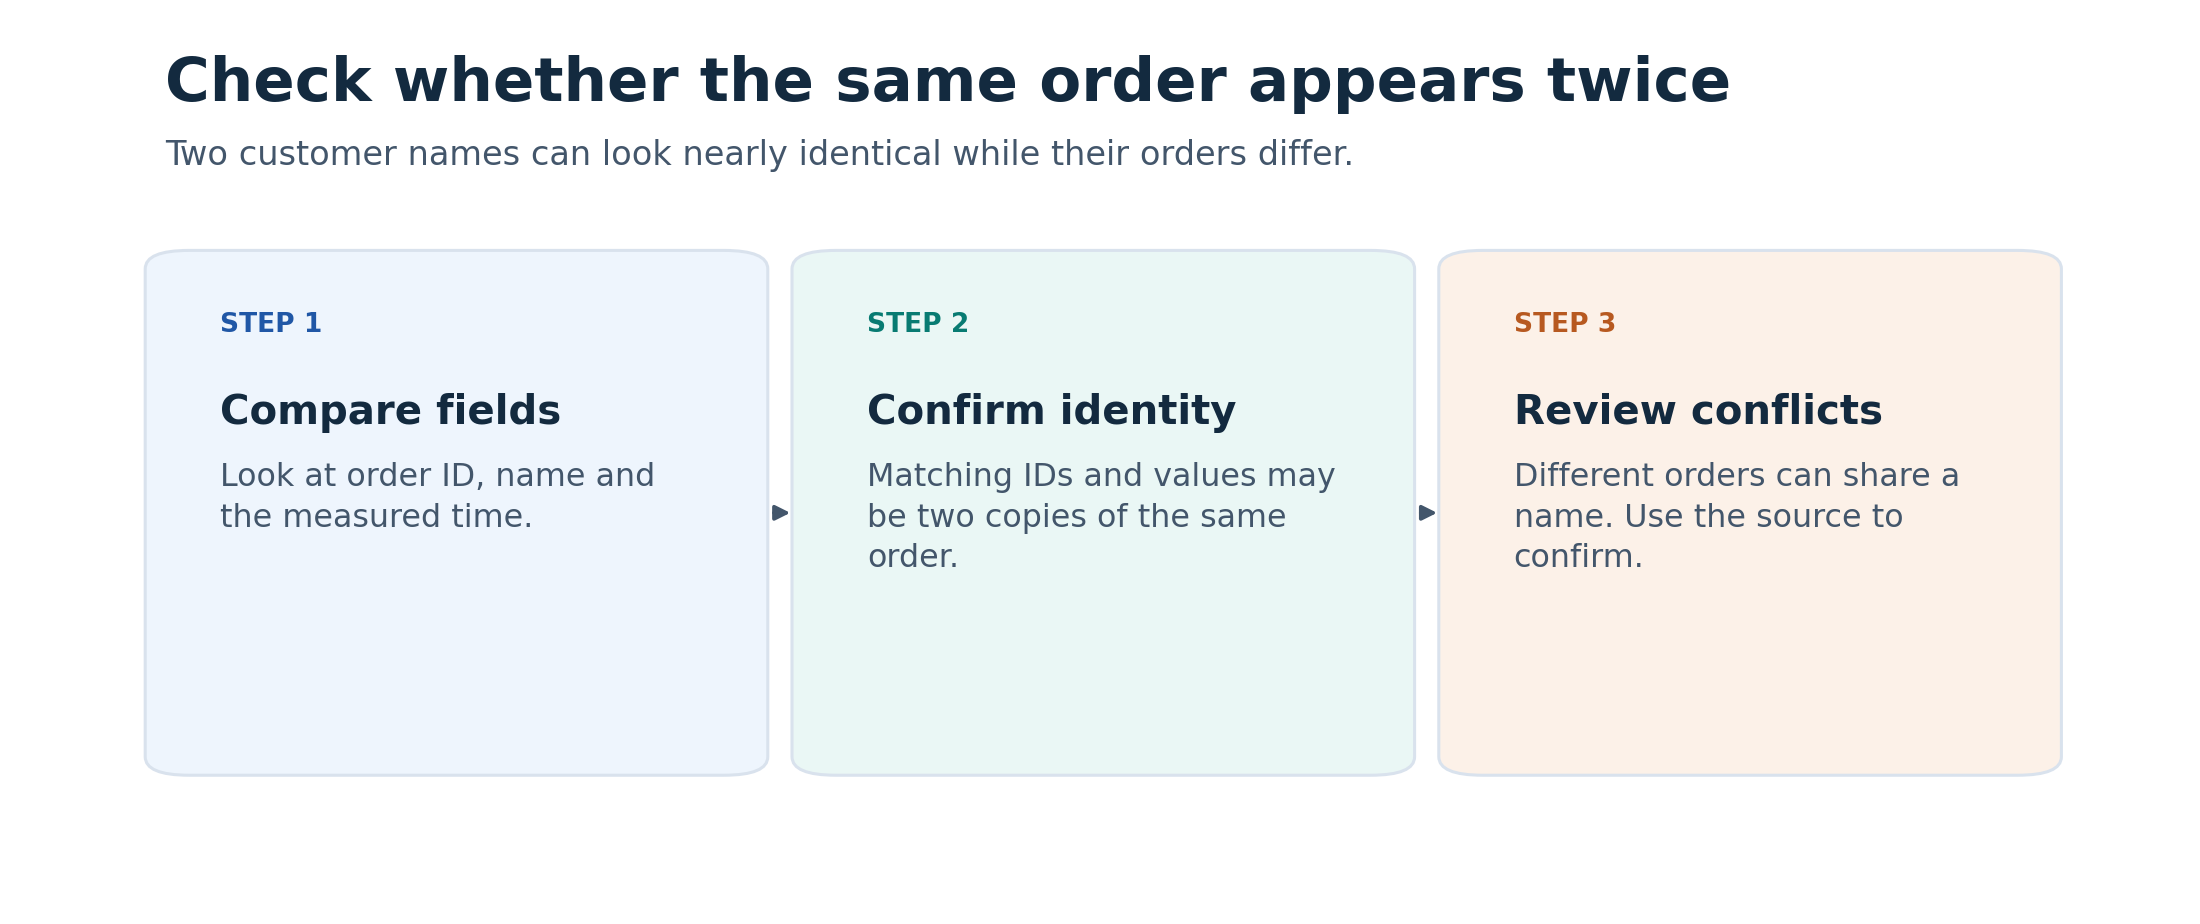 Check whether the same order appears twice
Two customer names can look nearly identical while their orders differ.
STEP 1
Compare fields
Look at order ID, name and
the measured time.
STEP 2
Confirm identity
Matching IDs and values may
be two copies of the same
order.
STEP 3
Review conflicts
Different orders can share a
name. Use the source to
confirm.